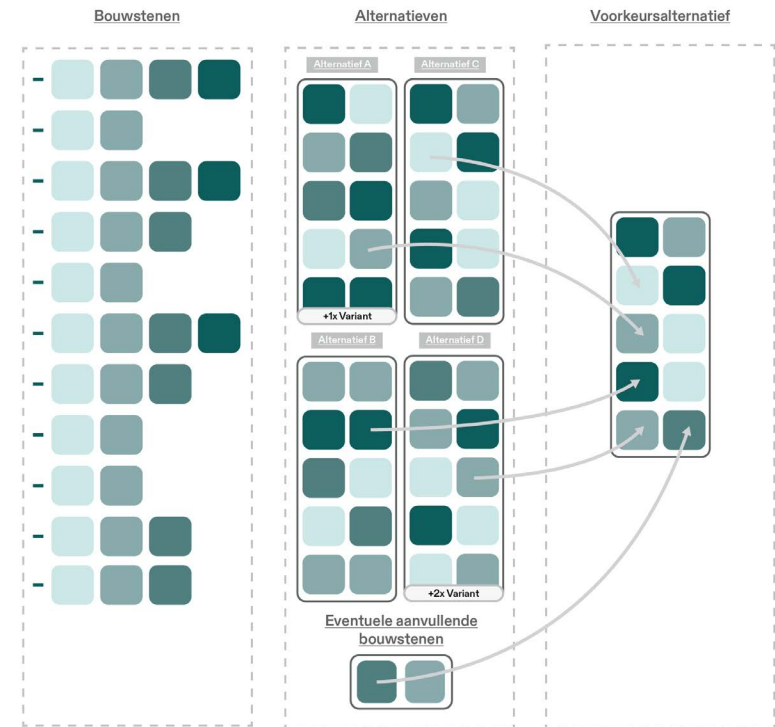 Bouwstenen
Alternatieven
Voorkeursalternatief
Alternatief A
Alternatief C
+1x Variant
Alternatief B
Alternatief D
+2x Variant
Eventuele aanvullende
bouwstenen